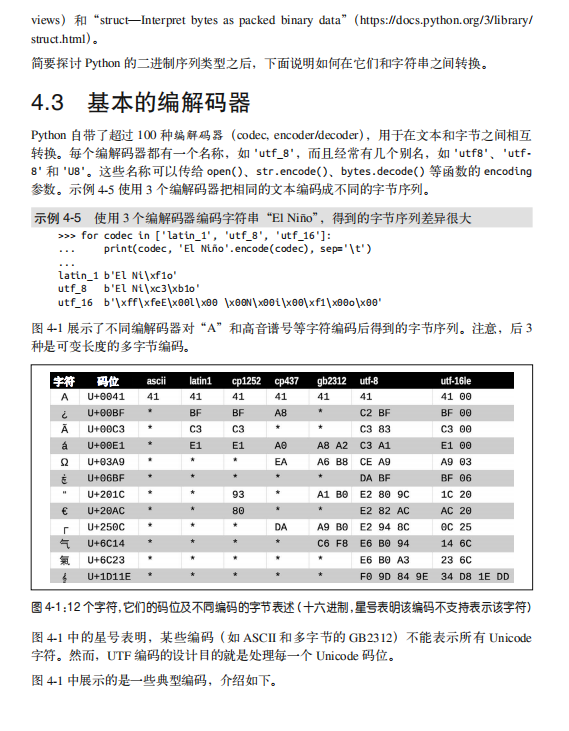 views）和“struct—Interpret bytes as packed binary data”（https://docs.python.org/3/library/
struct.html）。
简要探讨 Python 的二进制序列类型之后，下面说明如何在它们和字符串之间转换。
4.3 基本的编解码器
Python 自带了超过 100 种编解码器（codec, encoder/decoder），用于在文本和字节之间相互
转换。每个编解码器都有一个名称，如 'utf_8'，而且经常有几个别名，如 'utf8'、'utf-
8' 和 'U8'。这些名称可以传给 open()、str.encode()、bytes.decode() 等函数的 encoding
参数。示例 4-5 使用 3 个编解码器把相同的文本编码成不同的字节序列。
示例 4-5 使用 3 个编解码器编码字符串“El Niño”，得到的字节序列差异很大
>>> for codec in ['latin_1', 'utf_8', 'utf_16']:
... print(codec, 'El Niño'.encode(codec), sep='\t')
...
latin_1 b'El Ni\xf1o'
utf_8 b'El Ni\xc3\xb1o'
utf_16 b'\xff\xfeE\x00l\x00 \x00N\x00i\x00\xf1\x00o\x00'
图 4-1 展示了不同编解码器对“A”和高音谱号等字符编码后得到的字节序列。注意，后 3
种是可变长度的多字节编码。
字符 码位 ascii latin1 cp1252 cp437 gb2312 utf-8 utf-16le
A U+0041 41 41 41 41 41 41 41 00
¿ U+00BF * BF BF A8 * C2 BF BF 00
Ã U+00C3 * C3 C3 * * C3 83 C3 00
á U+00E1 * E1 E1 A0 A8 A2 C3 A1 E1 00
Ω U+03A9 * * * EA A6 B8 CE A9 A9 03
ڿ U+06BF * * * * * DA BF BF 06
“ U+201C * * 93 * A1 B0 E2 80 9C 1C 20
€ U+20AC * * 80 * * E2 82 AC AC 20
┌ U+250C * * * DA A9 B0 E2 94 8C 0C 25
气 U+6C14 * * * * C6 F8 E6 B0 94 14 6C
氣 U+6C23 * * * * * E6 B0 A3 23 6C
𝄞 U+1D11E * * * * * F0 9D 84 9E 34 D8 1E DD
图 4-1：12 个字符，它们的码位及不同编码的字节表述（十六进制，星号表明该编码不支持表示该字符）
图 4-1 中的星号表明，某些编码（如 ASCII 和多字节的 GB2312）不能表示所有 Unicode
字符。然而，UTF 编码的设计目的就是处理每一个 Unicode 码位。
图 4-1 中展示的是一些典型编码，介绍如下。